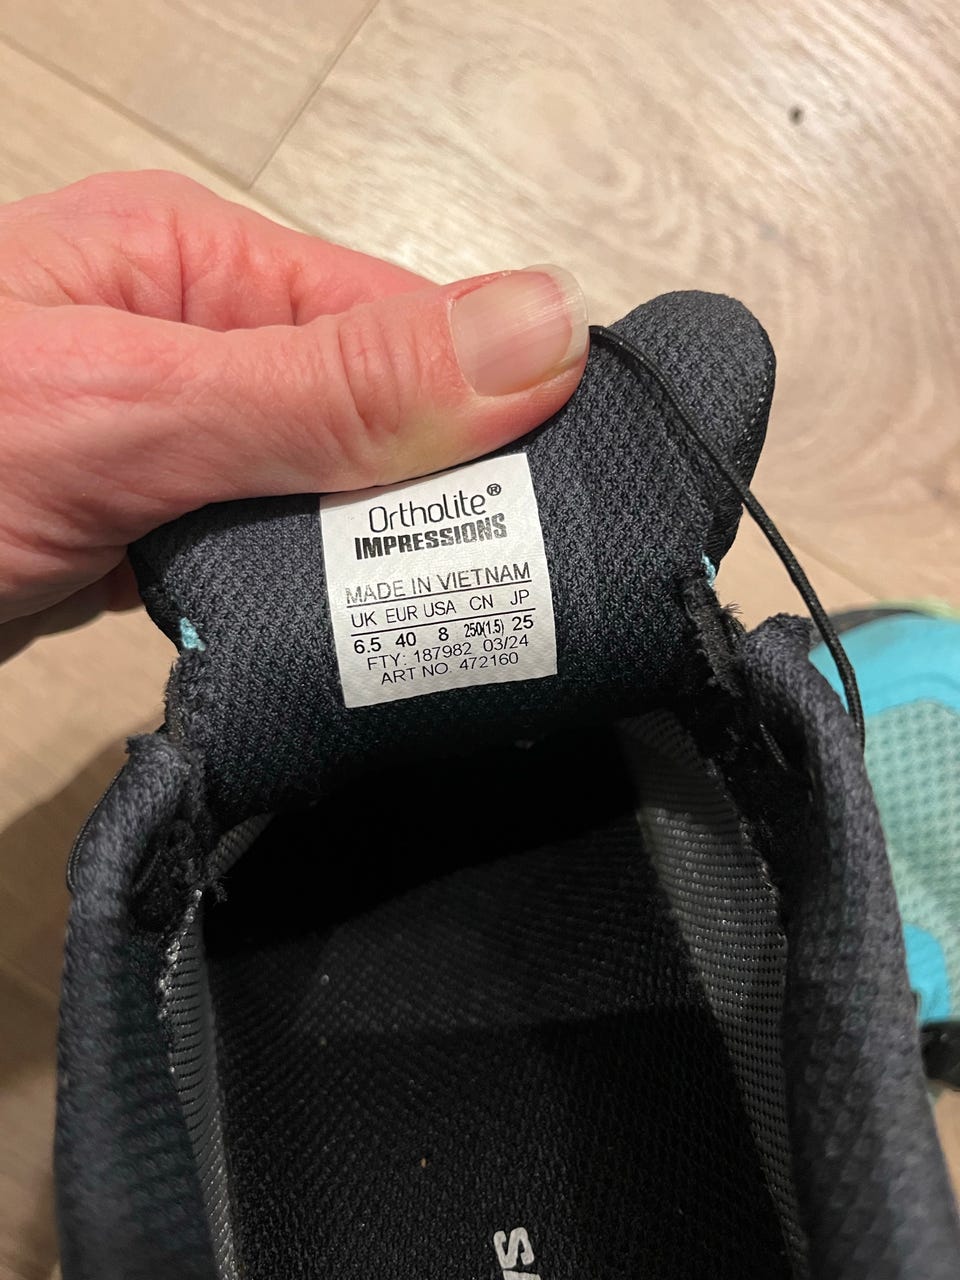 Ortholite®
IMPRESSIONS
MADE IN VIETNAM
UK EUR USA CN JP
6.5 40 8 250(1.5) 25
FTY: 187982 03/24
ART NO. 472160